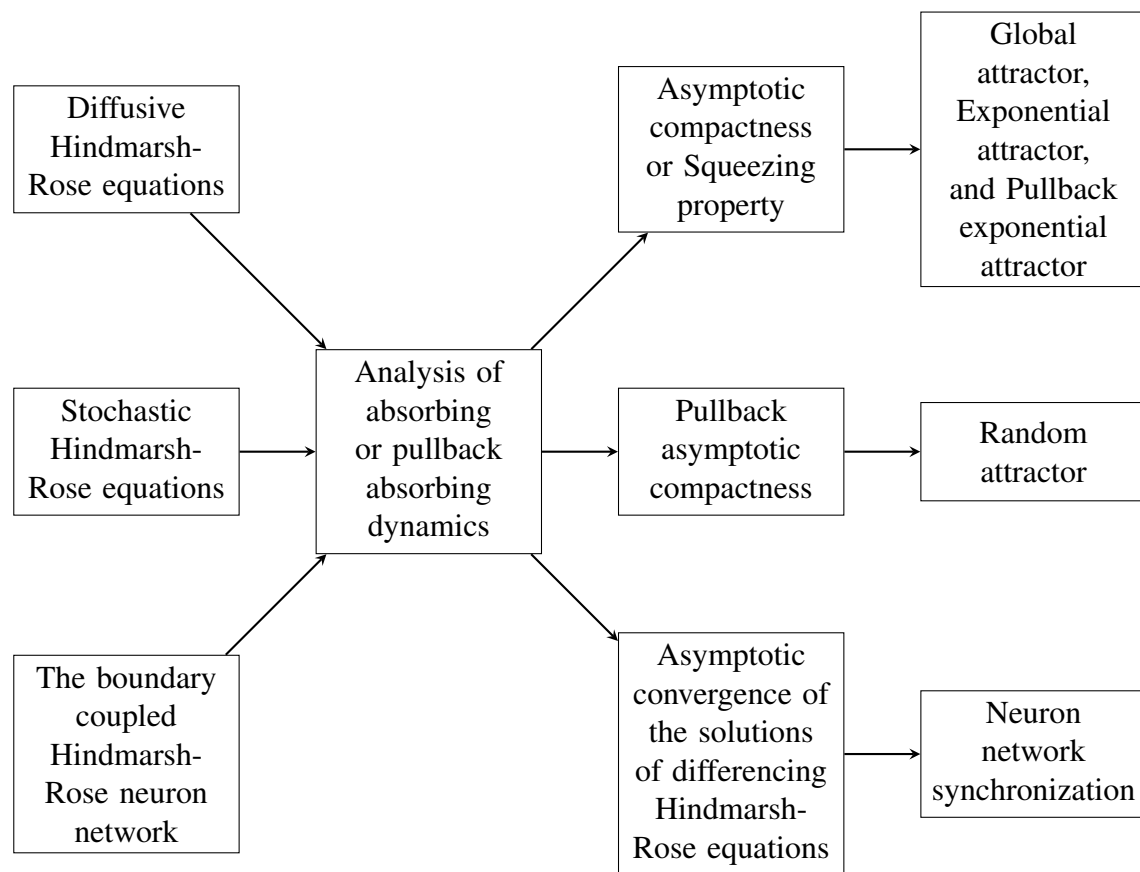 Diffusive
Hindmarsh-
Rose equations
Stochastic
Hindmarsh-
Rose equations
The boundary
coupled
Hindmarsh-
Rose neuron
network
Analysis of
absorbing
or pullback
absorbing
dynamics
Asymptotic
compactness
or Squeezing
property
Pullback
asymptotic
compactness
Asymptotic
convergence of
the solutions
of differencing
Hindmarsh-
Rose equations
Global
attractor,
Exponential
attractor,
and Pullback
exponential
attractor
Random
attractor
Neuron
network
synchronization